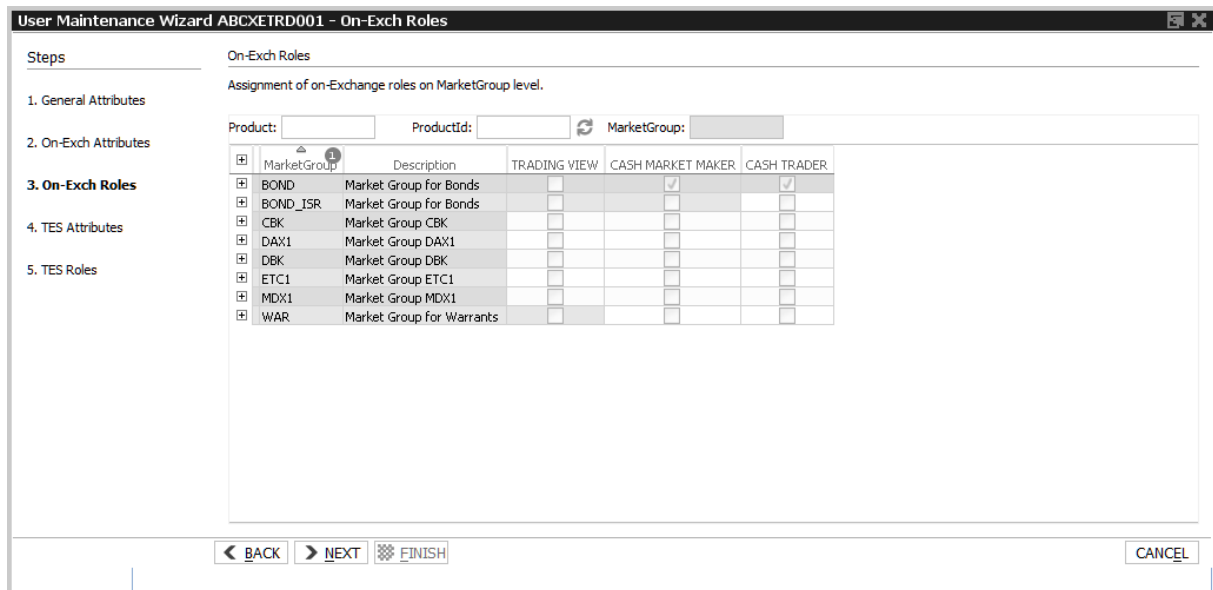 User Maintenance Wizard ABCXETRD001 - On-Exch Roles
Steps
1. General Attributes
2. On-Exch Attributes
3. On-Exch Roles
4. TES Attributes
5. TES Roles
On-Exch Roles
Assignment of on-Exchange roles on MarketGroup level.
Product: ProductId: MarketGroup:
MarketGroup 1 Description TRADING VIEW CASH MARKET MAKER CASH TRADER
BOND Market Group for Bonds
BOND_ISR Market Group for Bonds
CBK Market Group CBK
DAX1 Market Group DAX1
DBK Market Group DBK
ETC1 Market Group ETC1
MDX1 Market Group MDX1
WAR Market Group for Warrants
BACK NEXT FINISH CANCEL